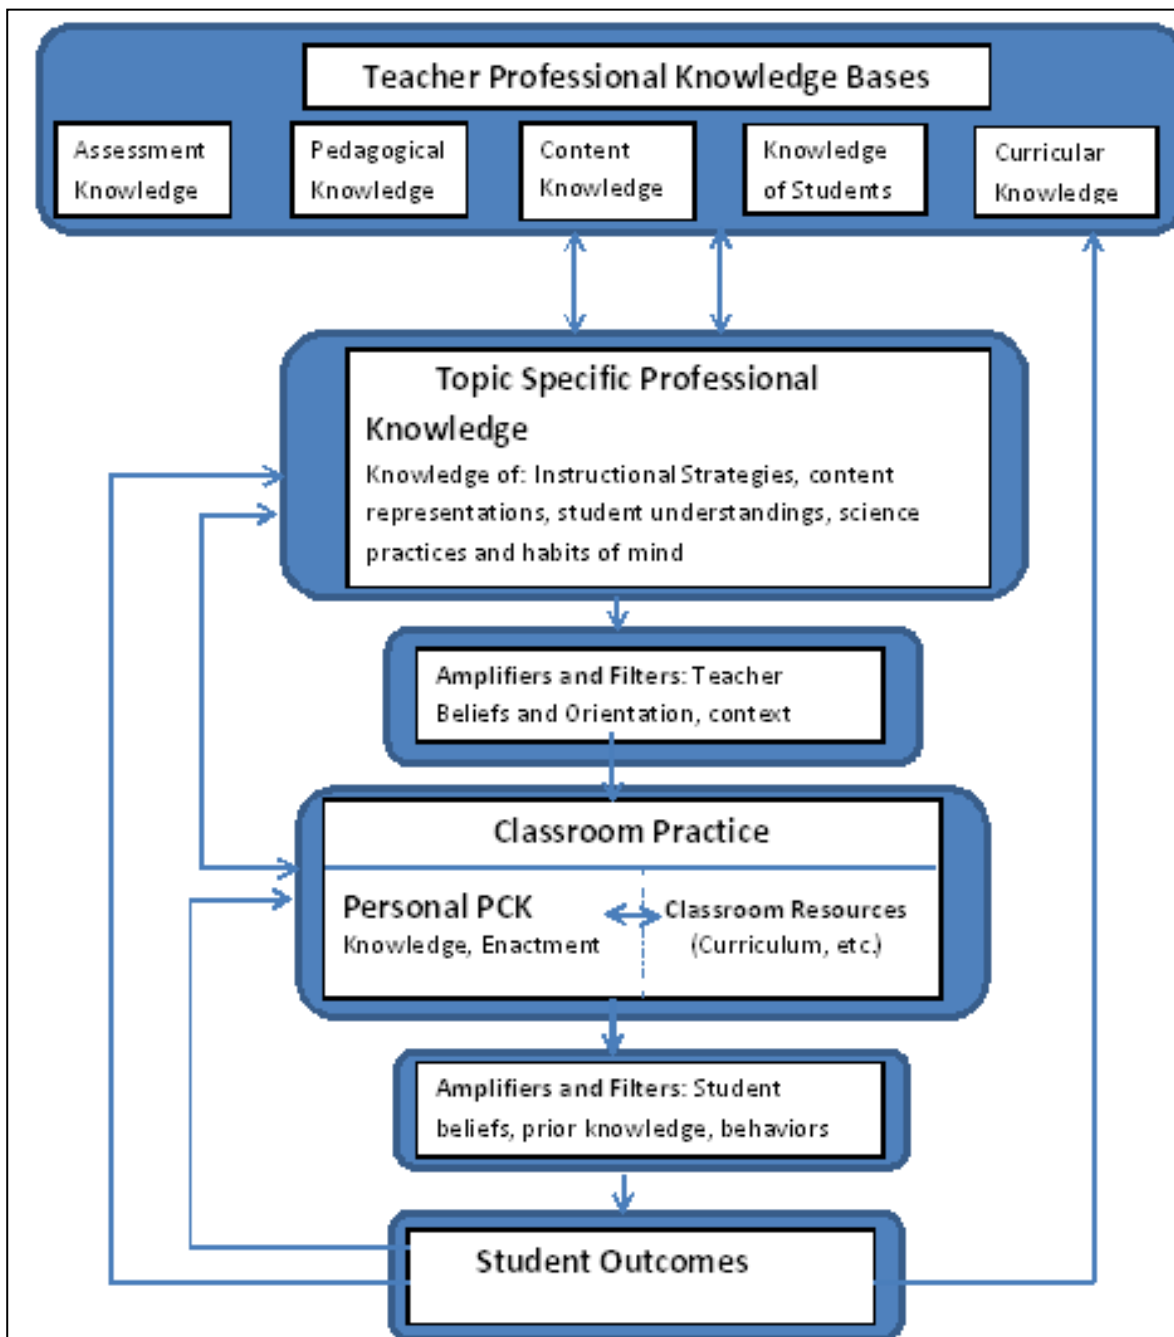 Teacher Professional Knowledge Bases
Assessment
Knowledge
Pedagogical
Knowledge
Content
Knowledge
Knowledge
of Students
Curricular
Knowledge
Topic Specific Professional
Knowledge
Knowledge of: Instructional Strategies, content
representations, student understandings, science
practices and habits of mind
Amplifiers and Filters: Teacher
Beliefs and Orientation, context
Classroom Practice
Personal PCK
Knowledge, Enactment
Classroom Resources
(Curriculum, etc.)
Amplifiers and Filters: Student
beliefs, prior knowledge, behaviors
Student Outcomes